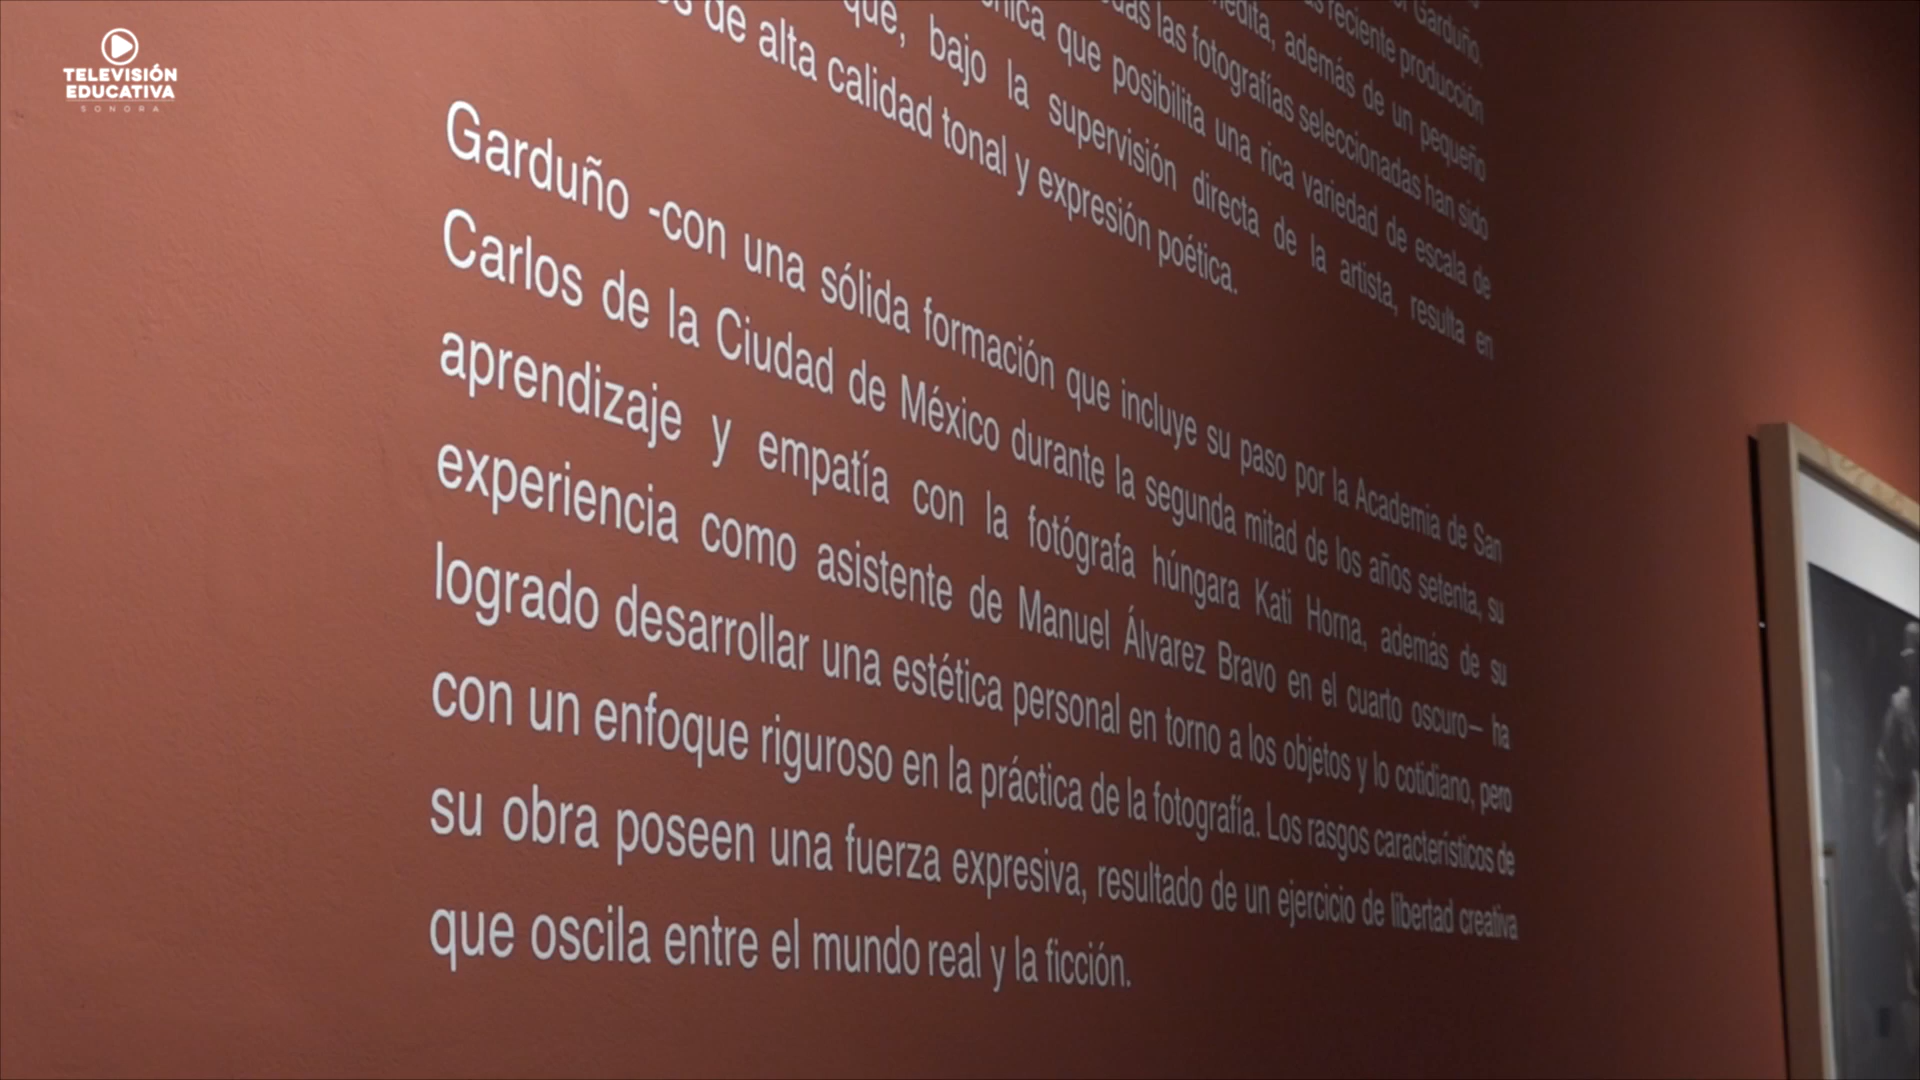 TELEVISIÓN
EDUCATIVA
SONORA
Garduño,
reciente producción
además de un pequeño
las fotografías seleccionadas han sido
que posibilita una rica variedad de escala de
que, bajo la supervisión directa de la artista, resulta en
de alta calidad tonal y expresión poética.
Garduño -con una sólida formación que incluye su paso por la Academia de San
Carlos de la Ciudad de México durante la segunda mitad de los años setenta, su
aprendizaje y empatía con la fotógrafa húngara Kati Horna, además de su
experiencia como asistente de Manuel Álvarez Bravo en el cuarto oscuro– ha
logrado desarrollar una estética personal en torno a los objetos y lo cotidiano, pero
con un enfoque riguroso en la práctica de la fotografía. Los rasgos característicos de
su obra poseen una fuerza expresiva, resultado de un ejercicio de libertad creativa
que oscila entre el mundo real y la ficción.